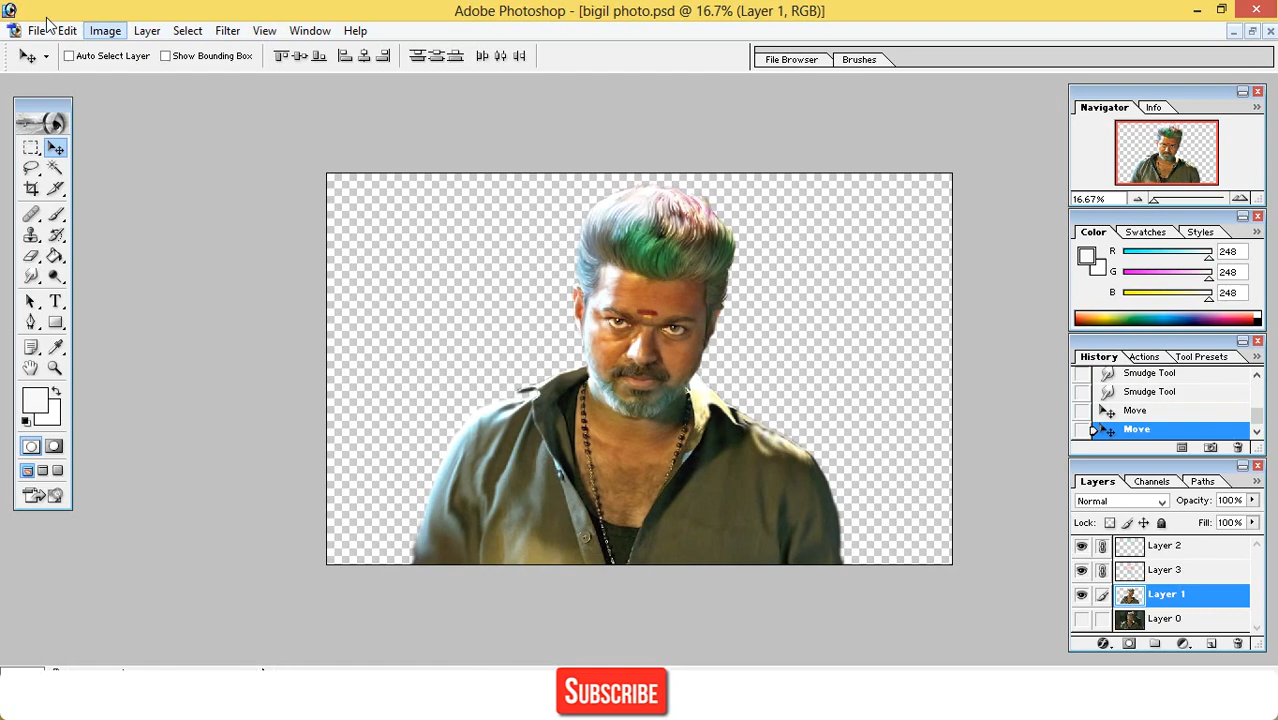 Adobe Photoshop - [bigil photo.psd @ 16.7% (Layer 1, RGB)]
File Edit Image Layer Select Filter View Window Help
Auto Select Layer Show Bounding Box File Browser Brushes
Navigator Info
16.67%
Color Swatches Styles
R 248
G 248
B 248
History Actions Tool Presets
Smudge Tool
Smudge Tool
Move
Move
Layers Channels Paths
Normal Opacity: 100%
Lock: Fill: 100%
Layer 2
Layer 3
Layer 1
Layer 0
SUBSCRIBE